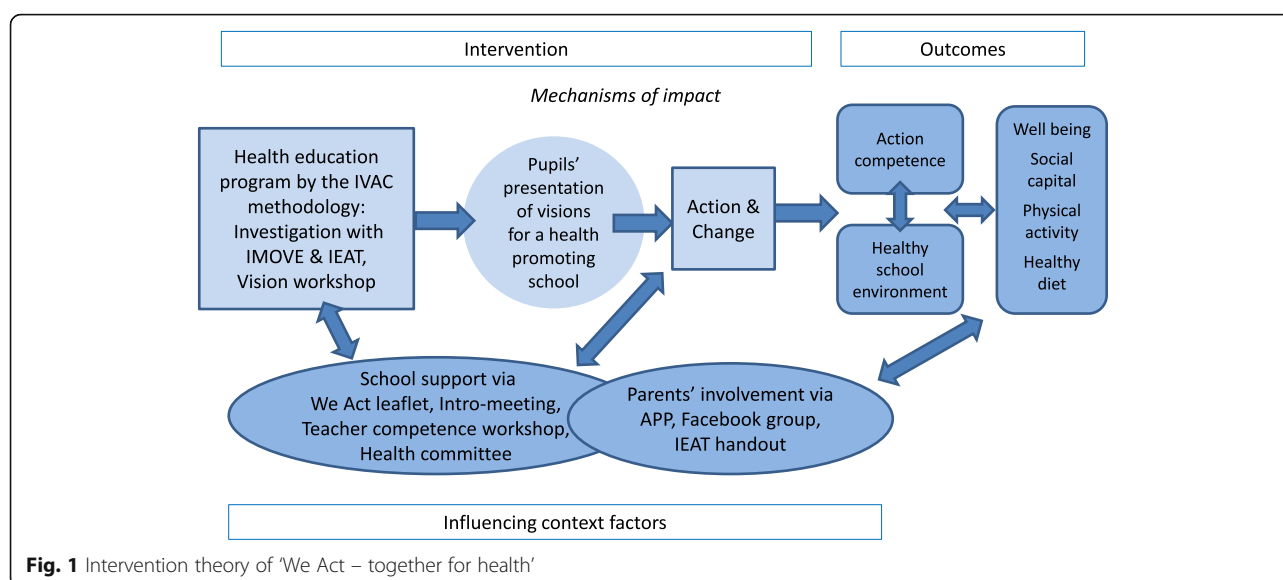 Intervention
Outcomes
Mechanisms of impact
Health education
program by the IVAC
methodology:
Investigation with
IMOVE & IEAT,
Vision workshop
Pupils’
presentation
of visions
for a health
promoting
school
Action &
Change
Action
competence
Healthy
school
environment
Well being
Social
capital
Physical
activity
Healthy
diet
School support via
We Act leaflet, Intro-meeting,
Teacher competence workshop,
Health committee
Parents’ involvement via
APP, Facebook group,
IEAT handout
Influencing context factors
Fig. 1 Intervention theory of ‘We Act – together for health’